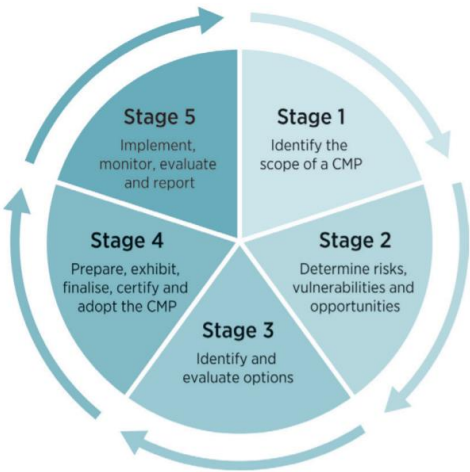 Stage 1
Identify the
scope of a CMP
Stage 2
Determine risks,
vulnerabilities and
opportunities
Stage 3
Identify and
evaluate options
Stage 4
Prepare, exhibit,
finalise, certify and
adopt the CMP
Stage 5
Implement,
monitor, evaluate
and report